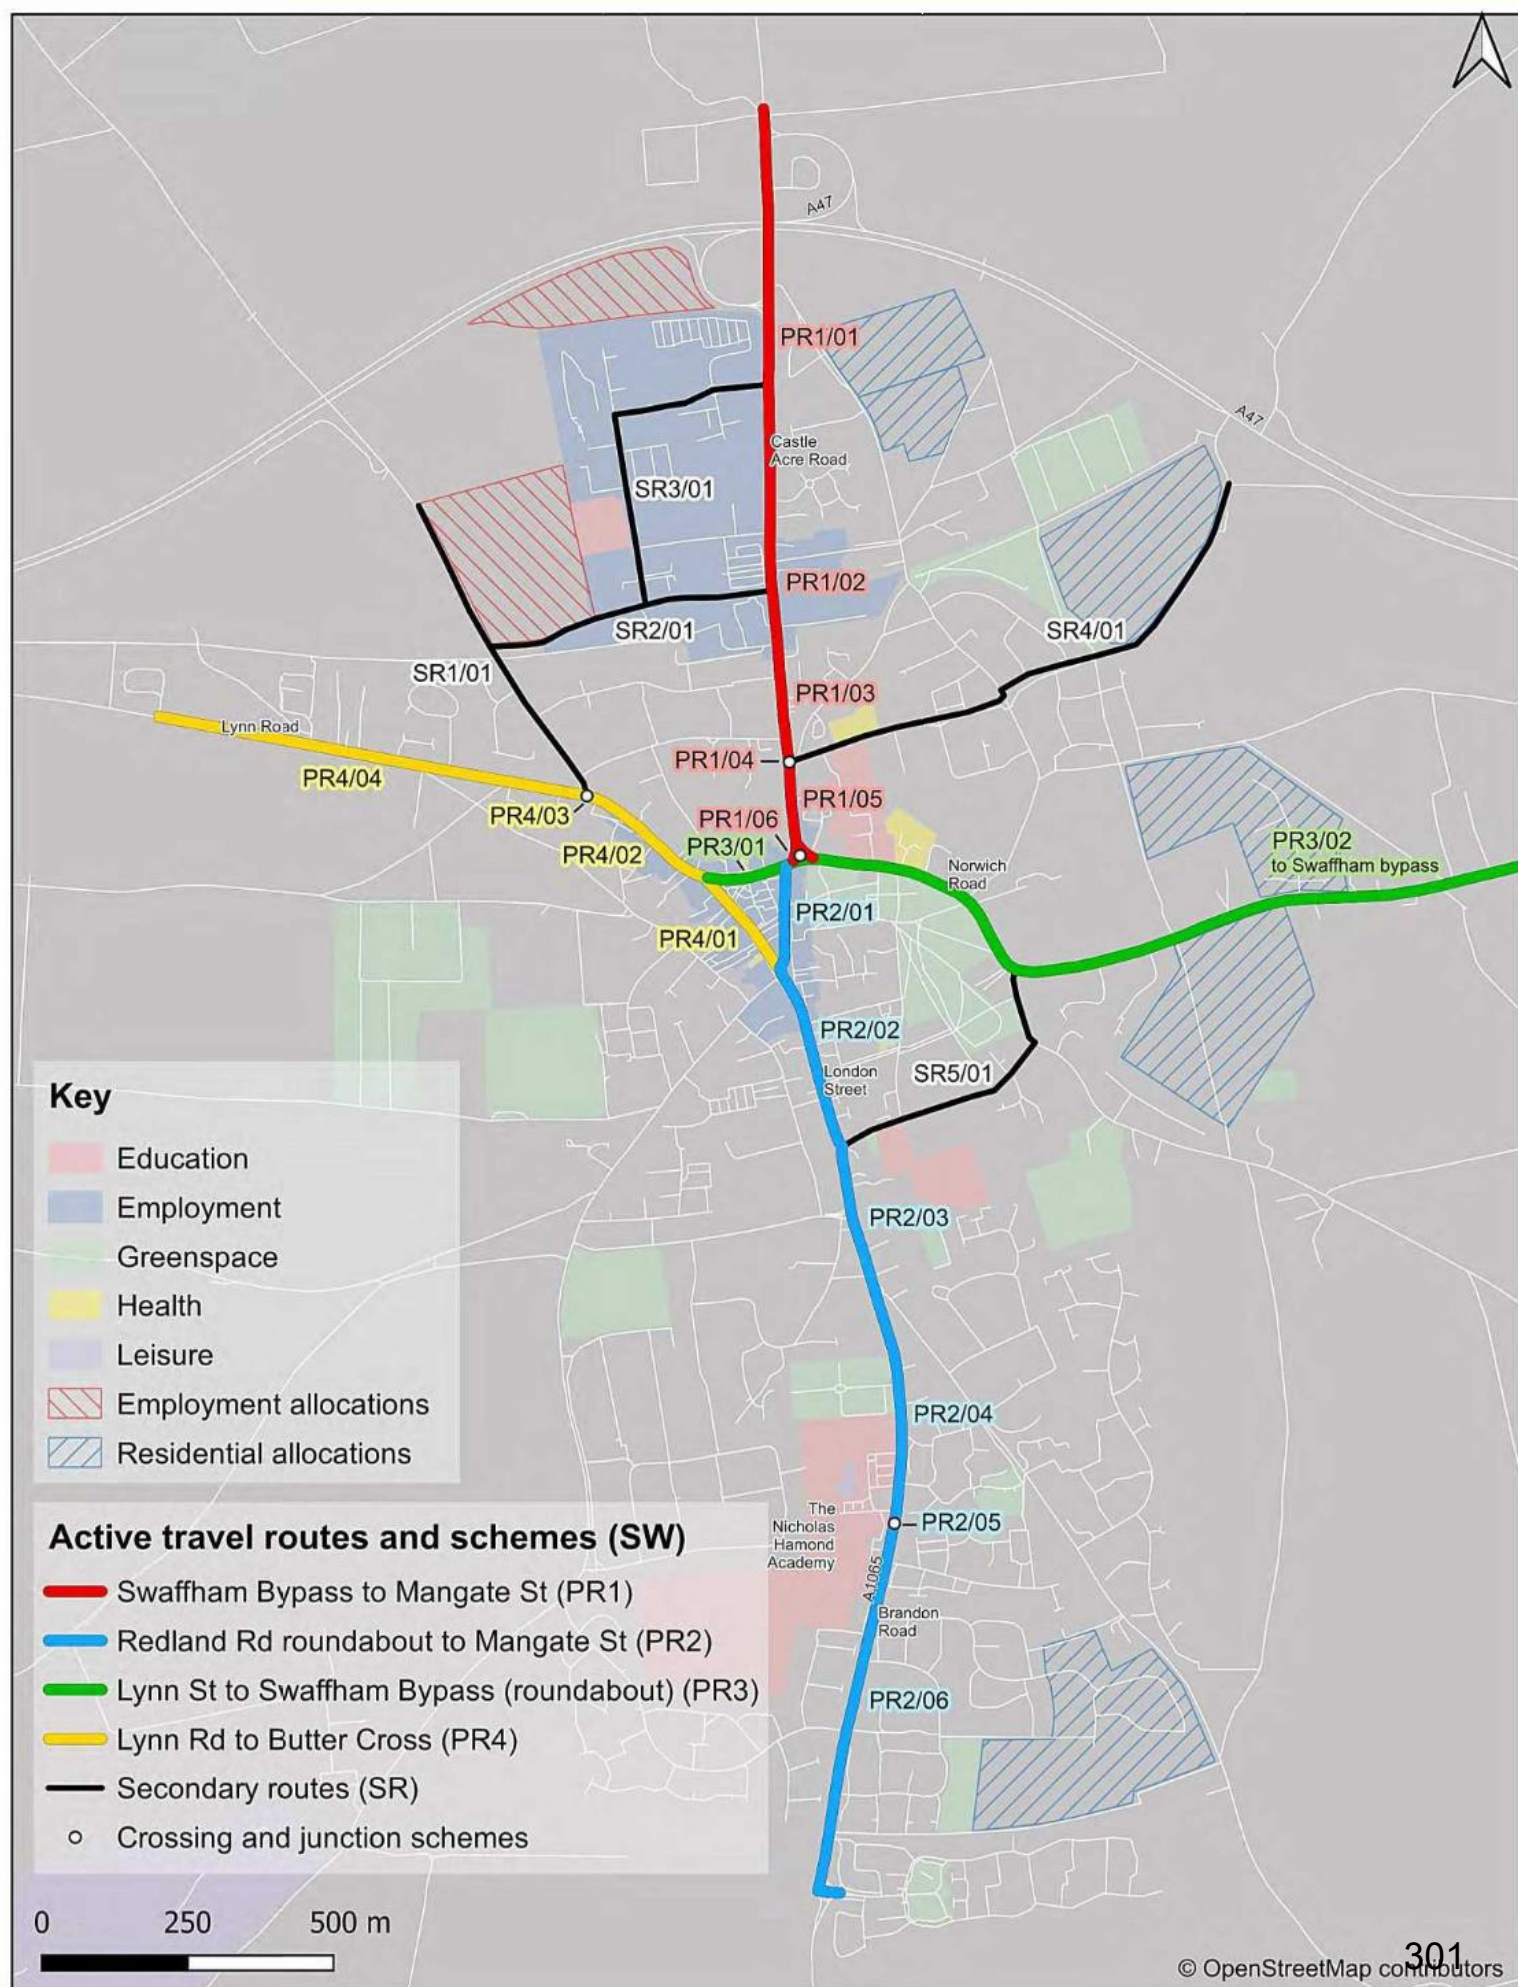 A47
PR1/01
A47
Castle
Acre Road
SR3/01
PR1/02
SR2/01
SR4/01
SR1/01
PR1/03
Lynn Road
PR1/04
PR4/04
PR1/05
PR4/03
PR1/06
PR3/01
PR4/02
PR3/02
to Swaffham bypass
Norwich
Road
PR2/01
PR4/01
PR2/02
London
Street
SR5/01
Key
Education
Employment
Greenspace
Health
Leisure
Employment allocations
Residential allocations
PR2/03
PR2/04
The
Nicholas
Hamond
Academy
PR2/05
A1065
Brandon
Road
PR2/06
Active travel routes and schemes (SW)
Swaffham Bypass to Mangate St (PR1)
Redland Rd roundabout to Mangate St (PR2)
Lynn St to Swaffham Bypass (roundabout) (PR3)
Lynn Rd to Butter Cross (PR4)
Secondary routes (SR)
Crossing and junction schemes
0 250 500 m
301
© OpenStreetMap contributors